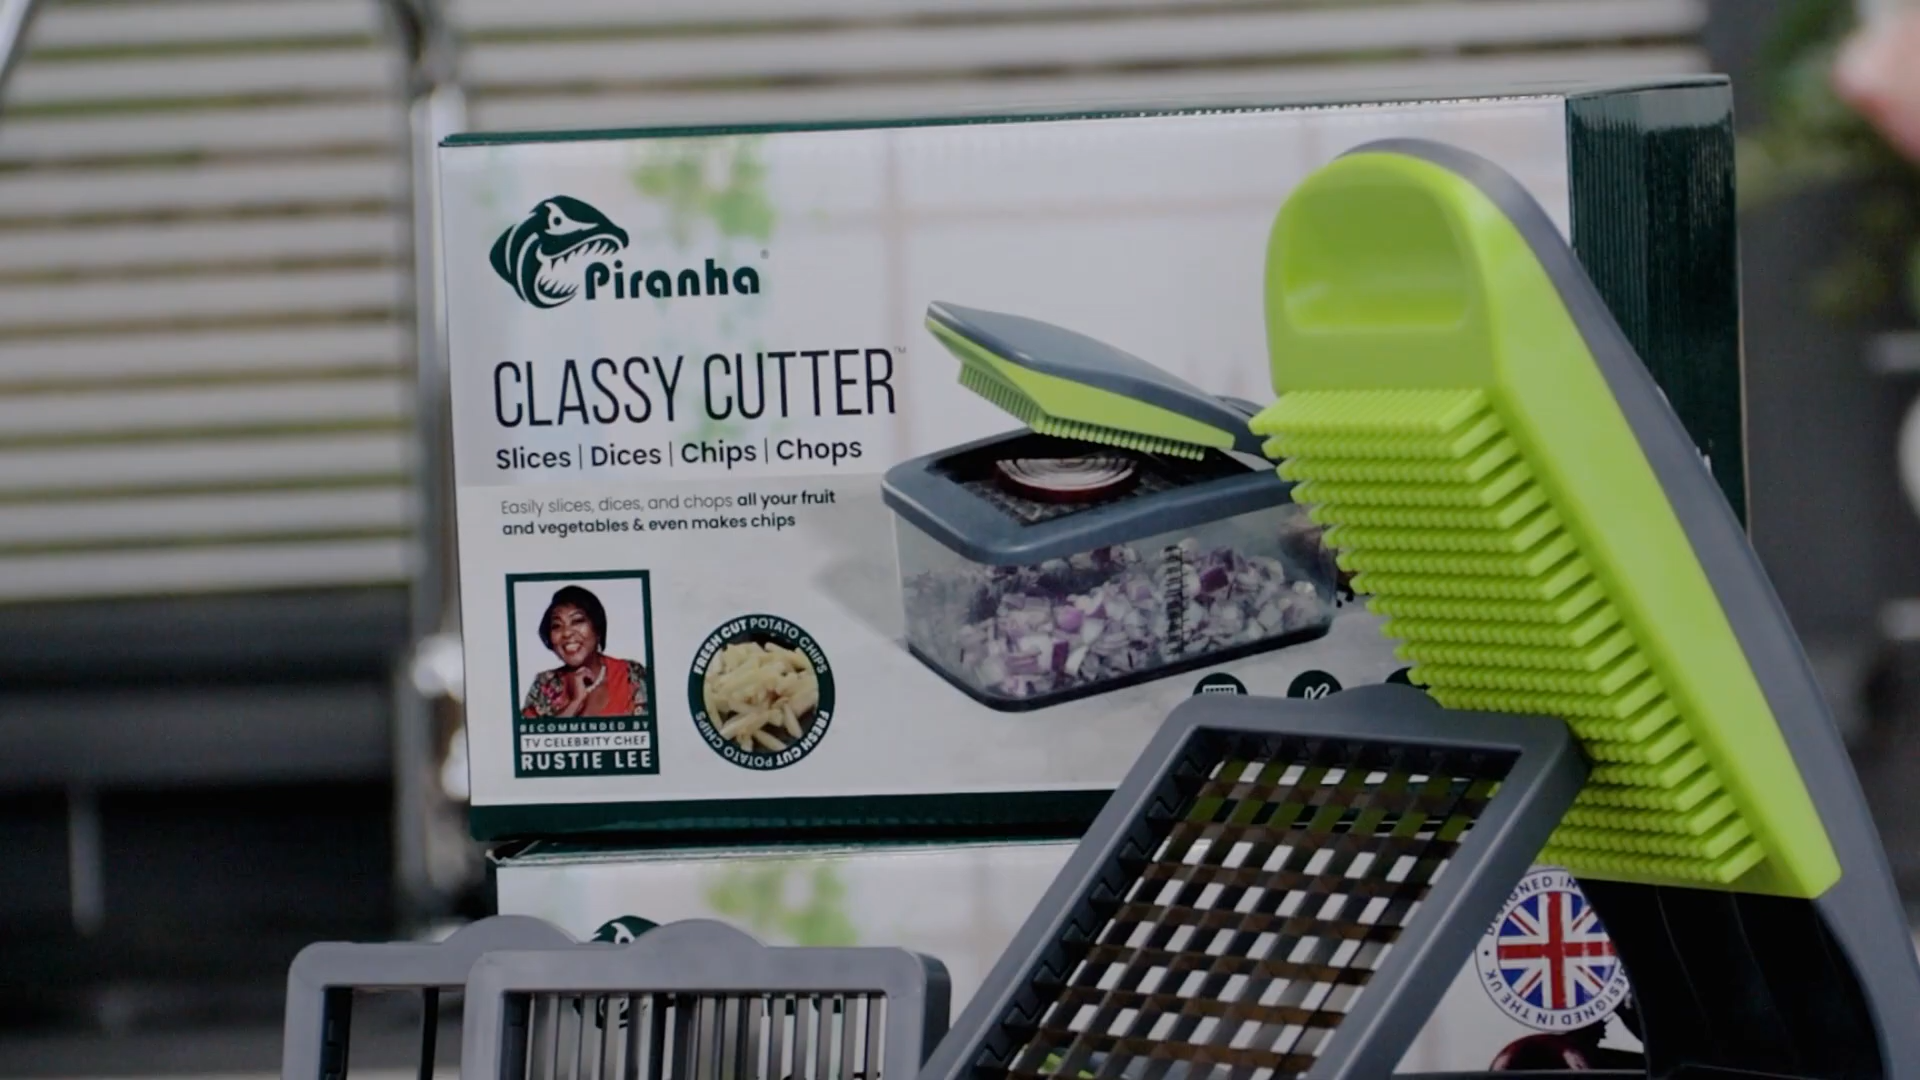 Piranha®
CLASSY CUTTER™
Slices | Dices | Chips | Chops
Easily slices, dices, and chops all your fruit
and vegetables & even makes chips
RECOMMENDED BY
TV CELEBRITY CHEF
RUSTIE LEE
FRESH CUT POTATO CHIPS
FRESH CUT POTATO CHIPS
DESIGNED IN THE UK •